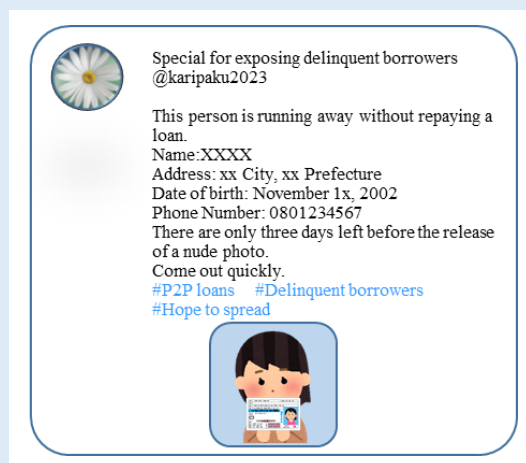 Special for exposing delinquent borrowers
@karipaku2023
This person is running away without repaying a
loan.
Name:XXXX
Address: xx City, xx Prefecture
Date of birth: November 1x, 2002
Phone Number: 0801234567
There are only three days left before the release
of a nude photo.
Come out quickly.
#P2P loans #Delinquent borrowers
#Hope to spread